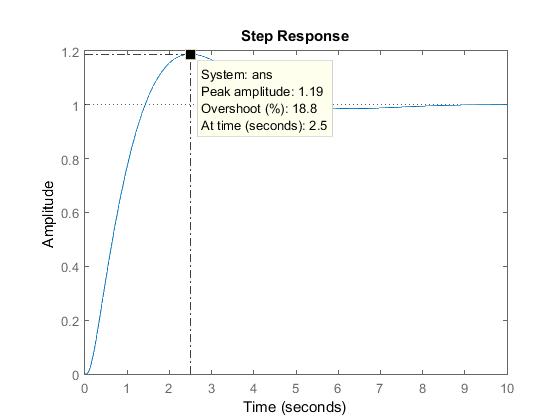 Step Response
1.2
System: ans
Peak amplitude: 1.19
Overshoot (%): 18.8
At time (seconds): 2.5
1
0.8
0.6
0.4
0.2
0
Amplitude
0 1 2 3 4 5 6 7 8 9 10
Time (seconds)